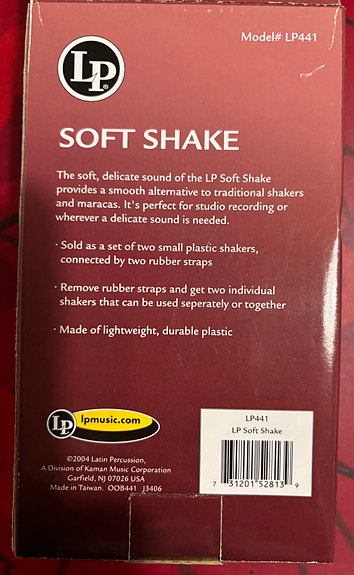 LP
Model# LP441
SOFT SHAKE
The soft, delicate sound of the LP Soft Shake
provides a smooth alternative to traditional shakers
and maracas. It's perfect for studio recording or
wherever a delicate sound is needed.
· Sold as a set of two small plastic shakers,
connected by two rubber straps
· Remove rubber straps and get two individual
shakers that can be used seperately or together
· Made of lightweight, durable plastic
LP lpmusic.com
©2004 Latin Percussion,
A Division of Kaman Music Corporation
Garfield, NJ 07026 USA
Made in Taiwan. OOB441 J3406
LP441
LP Soft Shake
7 31201 52813 9